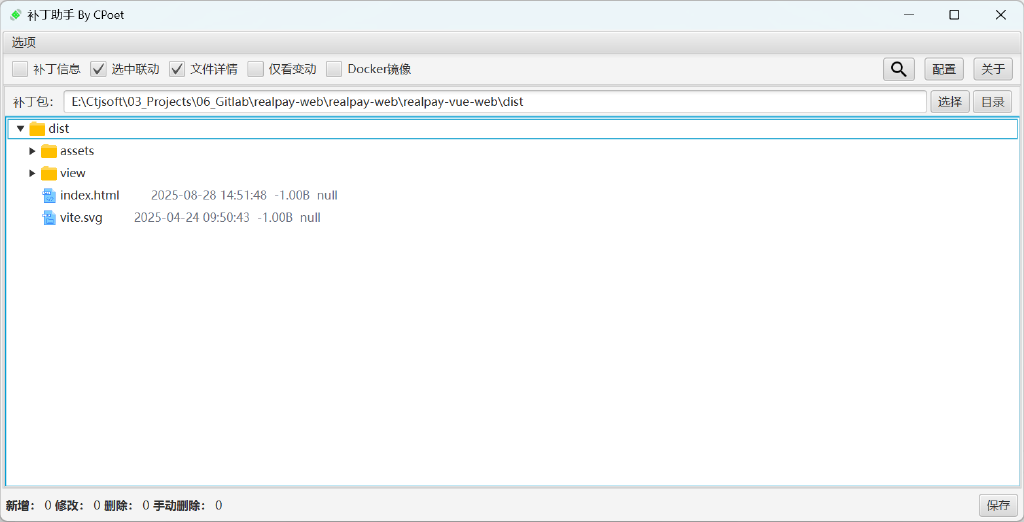 补丁助手 By CPoet
选项
补丁信息 选中联动 文件详情 仅看变动 Docker镜像 配置 关于
补丁包: E:\Ctjsoft\03_Projects\06_Gitlab\realpay-web\realpay-web\realpay-vue-web\dist 选择 目录
dist
assets
view
index.html 2025-08-28 14:51:48 -1.00B null
vite.svg 2025-04-24 09:50:43 -1.00B null
新增: 0 修改: 0 删除: 0 手动删除: 0 保存